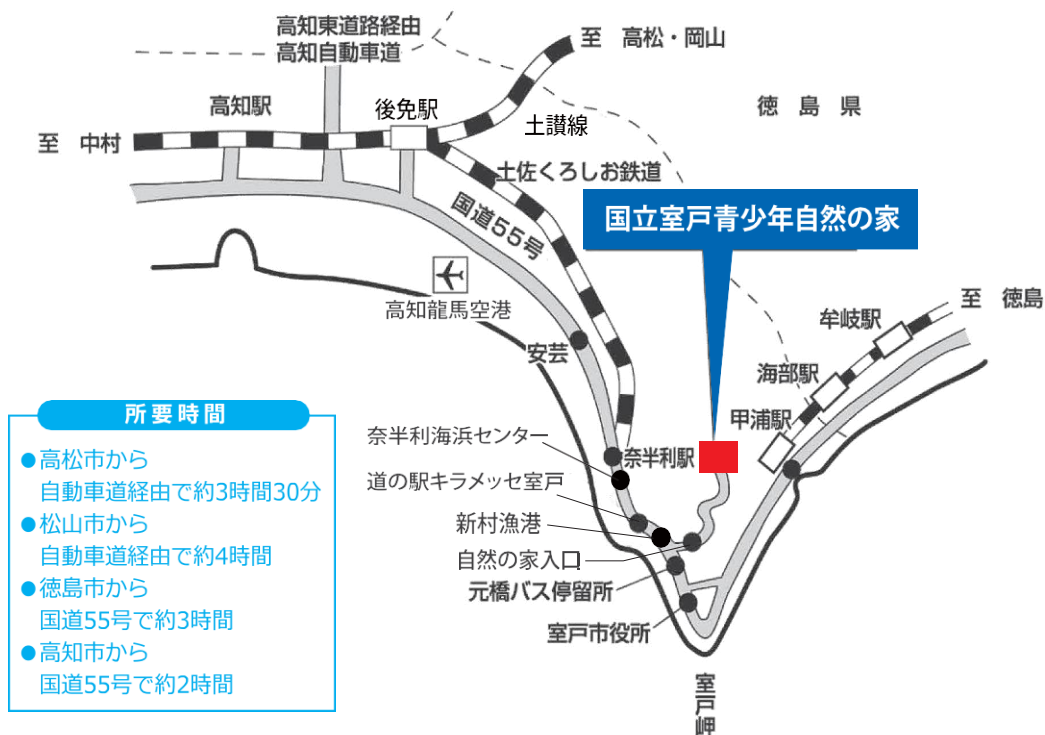 高知東道路経由
高知自動車道
至 高松・岡山
高知駅
後免駅
土讃線
徳島県
至 中村
土佐くろしお鉄道
国道55号
国立室戸青少年自然の家
高知龍馬空港
至 徳島
牟岐駅
安芸
海部駅
甲浦駅
奈半利海浜センター
奈半利駅
道の駅キラメッセ室戸
新村漁港
自然の家入口
元橋バス停留所
室戸市役所
室戸岬
所要時間
●高松市から
自動車道経由で約3時間30分
●松山市から
自動車道経由で約4時間
●徳島市から
国道55号で約3時間
●高知市から
国道55号で約2時間